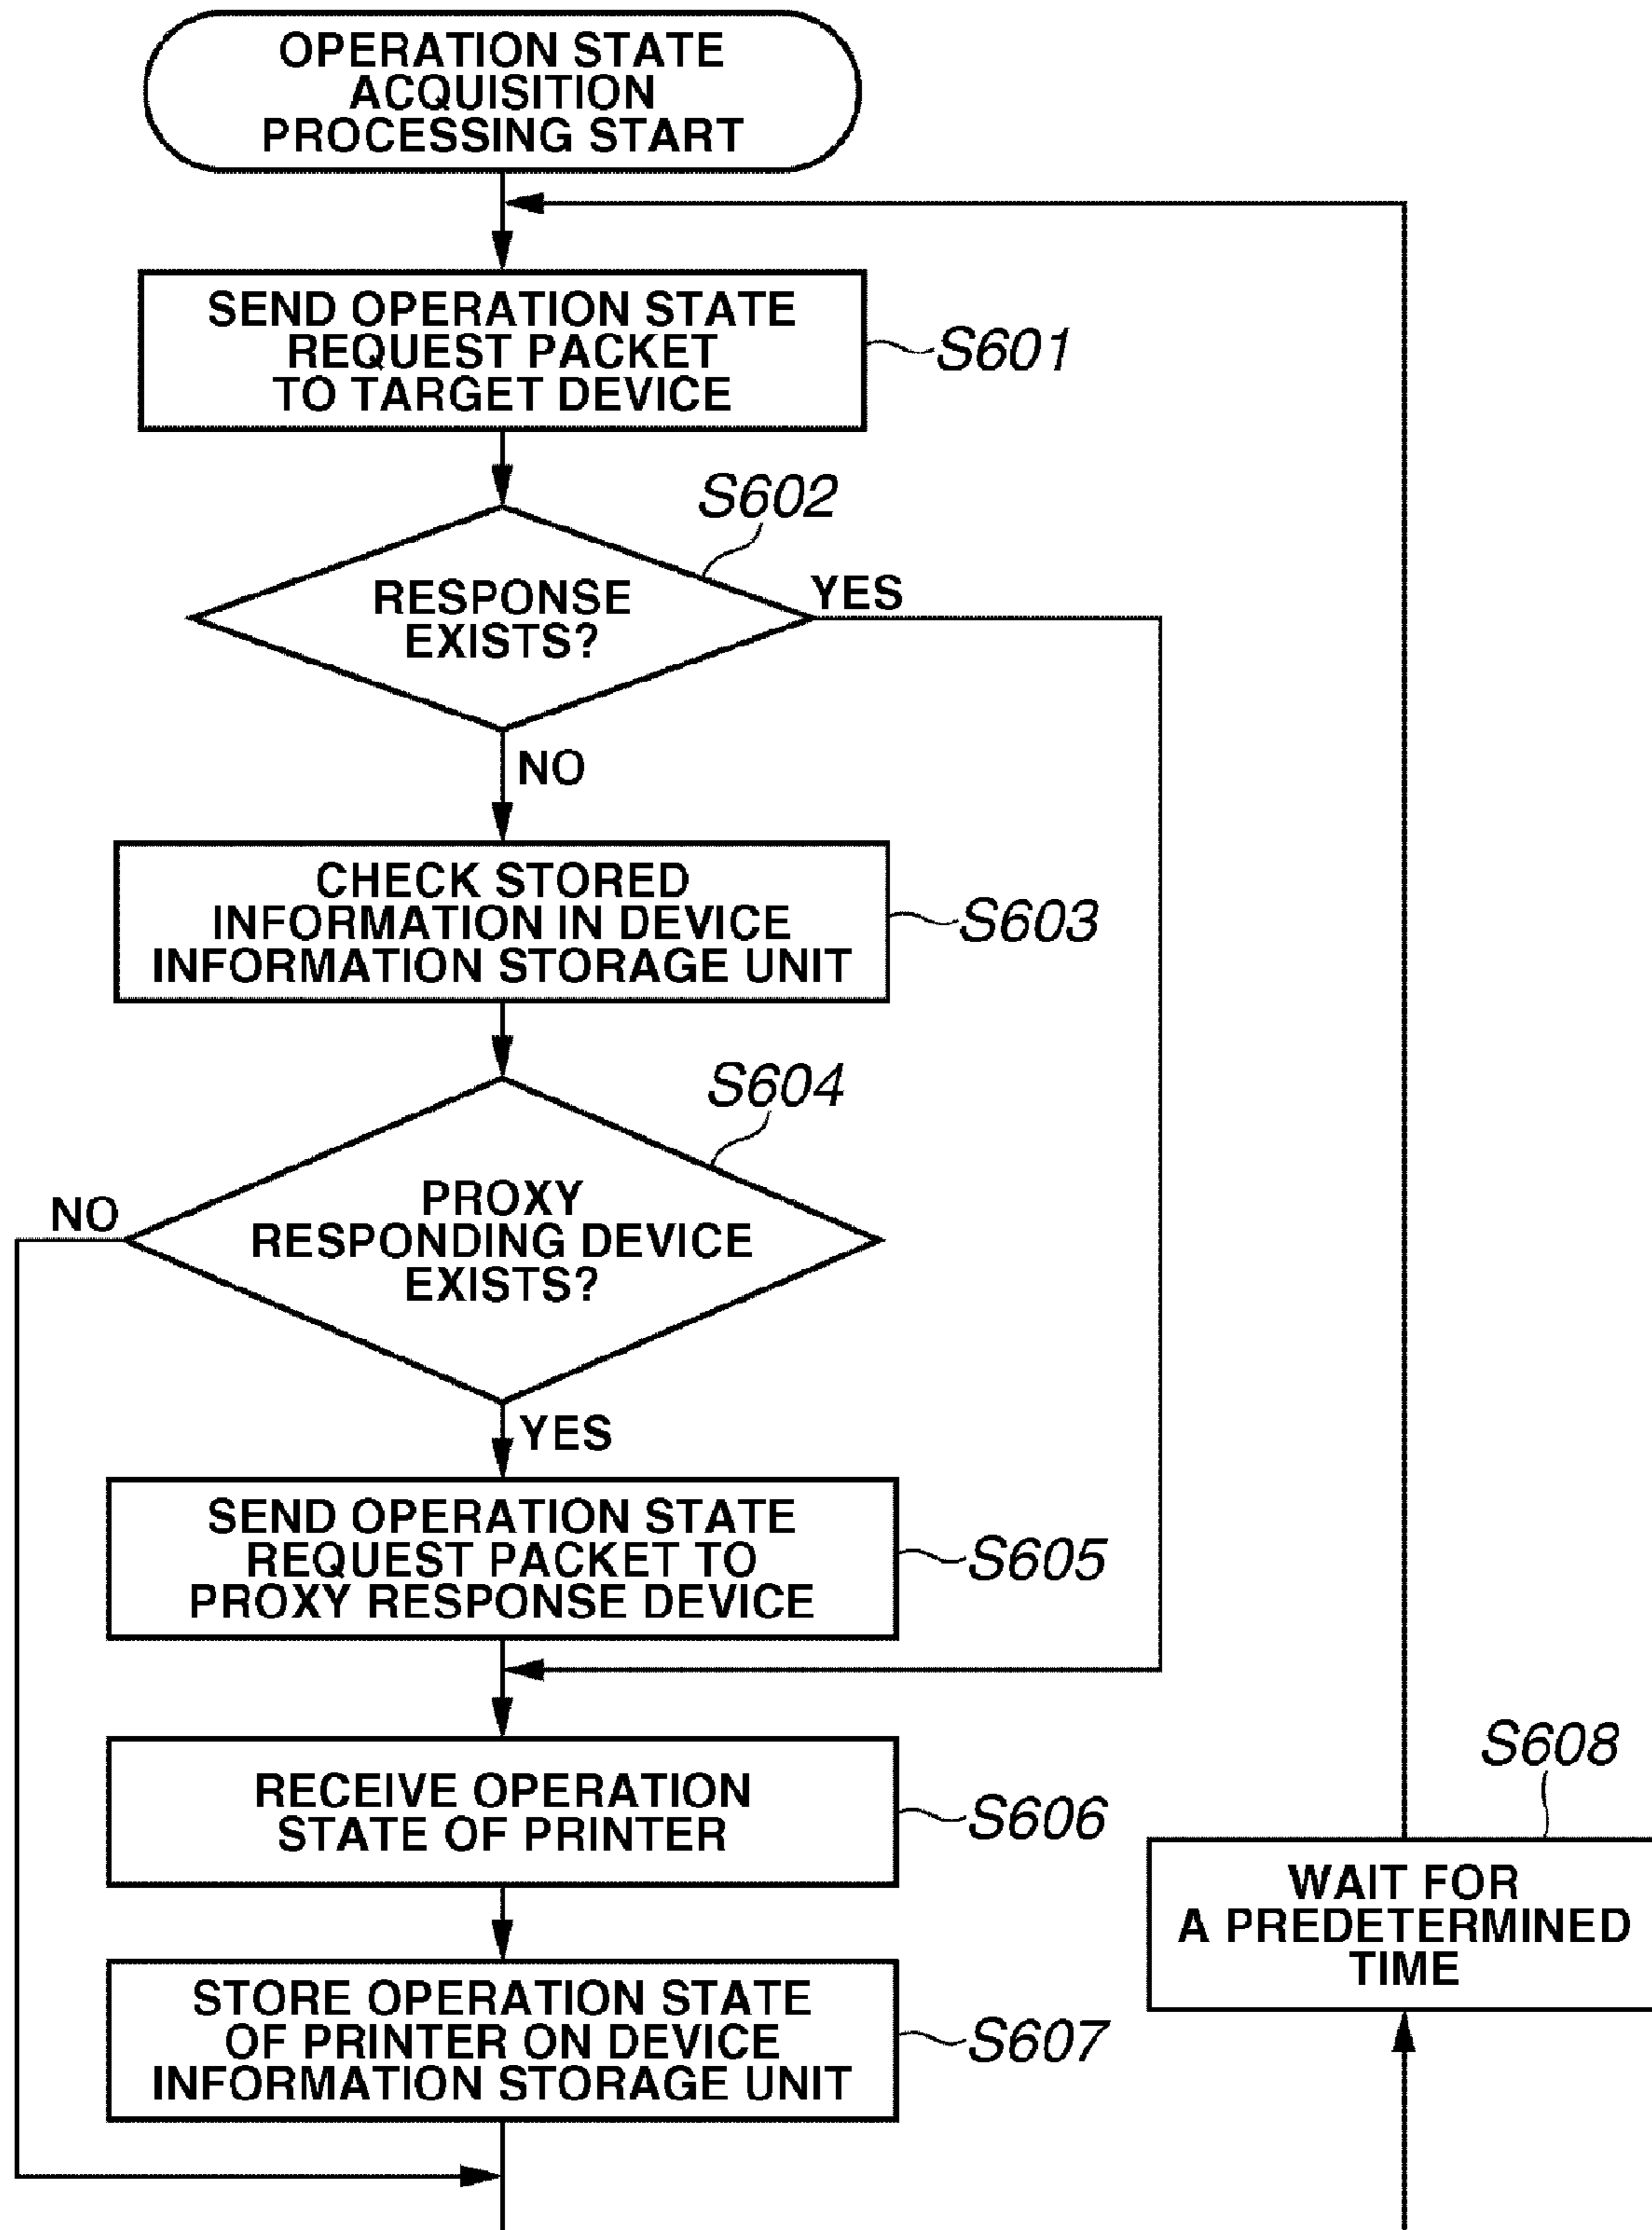 OPERATION STATE
ACQUISITION
PROCESSING START
SEND OPERATION STATE
REQUEST PACKET
TO TARGET DEVICE
S601
S602
RESPONSE
EXISTS?
YES
NO
CHECK STORED
INFORMATION IN DEVICE
INFORMATION STORAGE UNIT
S603
S604
PROXY
RESPONDING DEVICE
EXISTS?
NO
YES
SEND OPERATION STATE
REQUEST PACKET TO
PROXY RESPONSE DEVICE
S605
RECEIVE OPERATION
STATE OF PRINTER
S606
STORE OPERATION STATE
OF PRINTER ON DEVICE
INFORMATION STORAGE UNIT
S607
S608
WAIT FOR
A PREDETERMINED
TIME